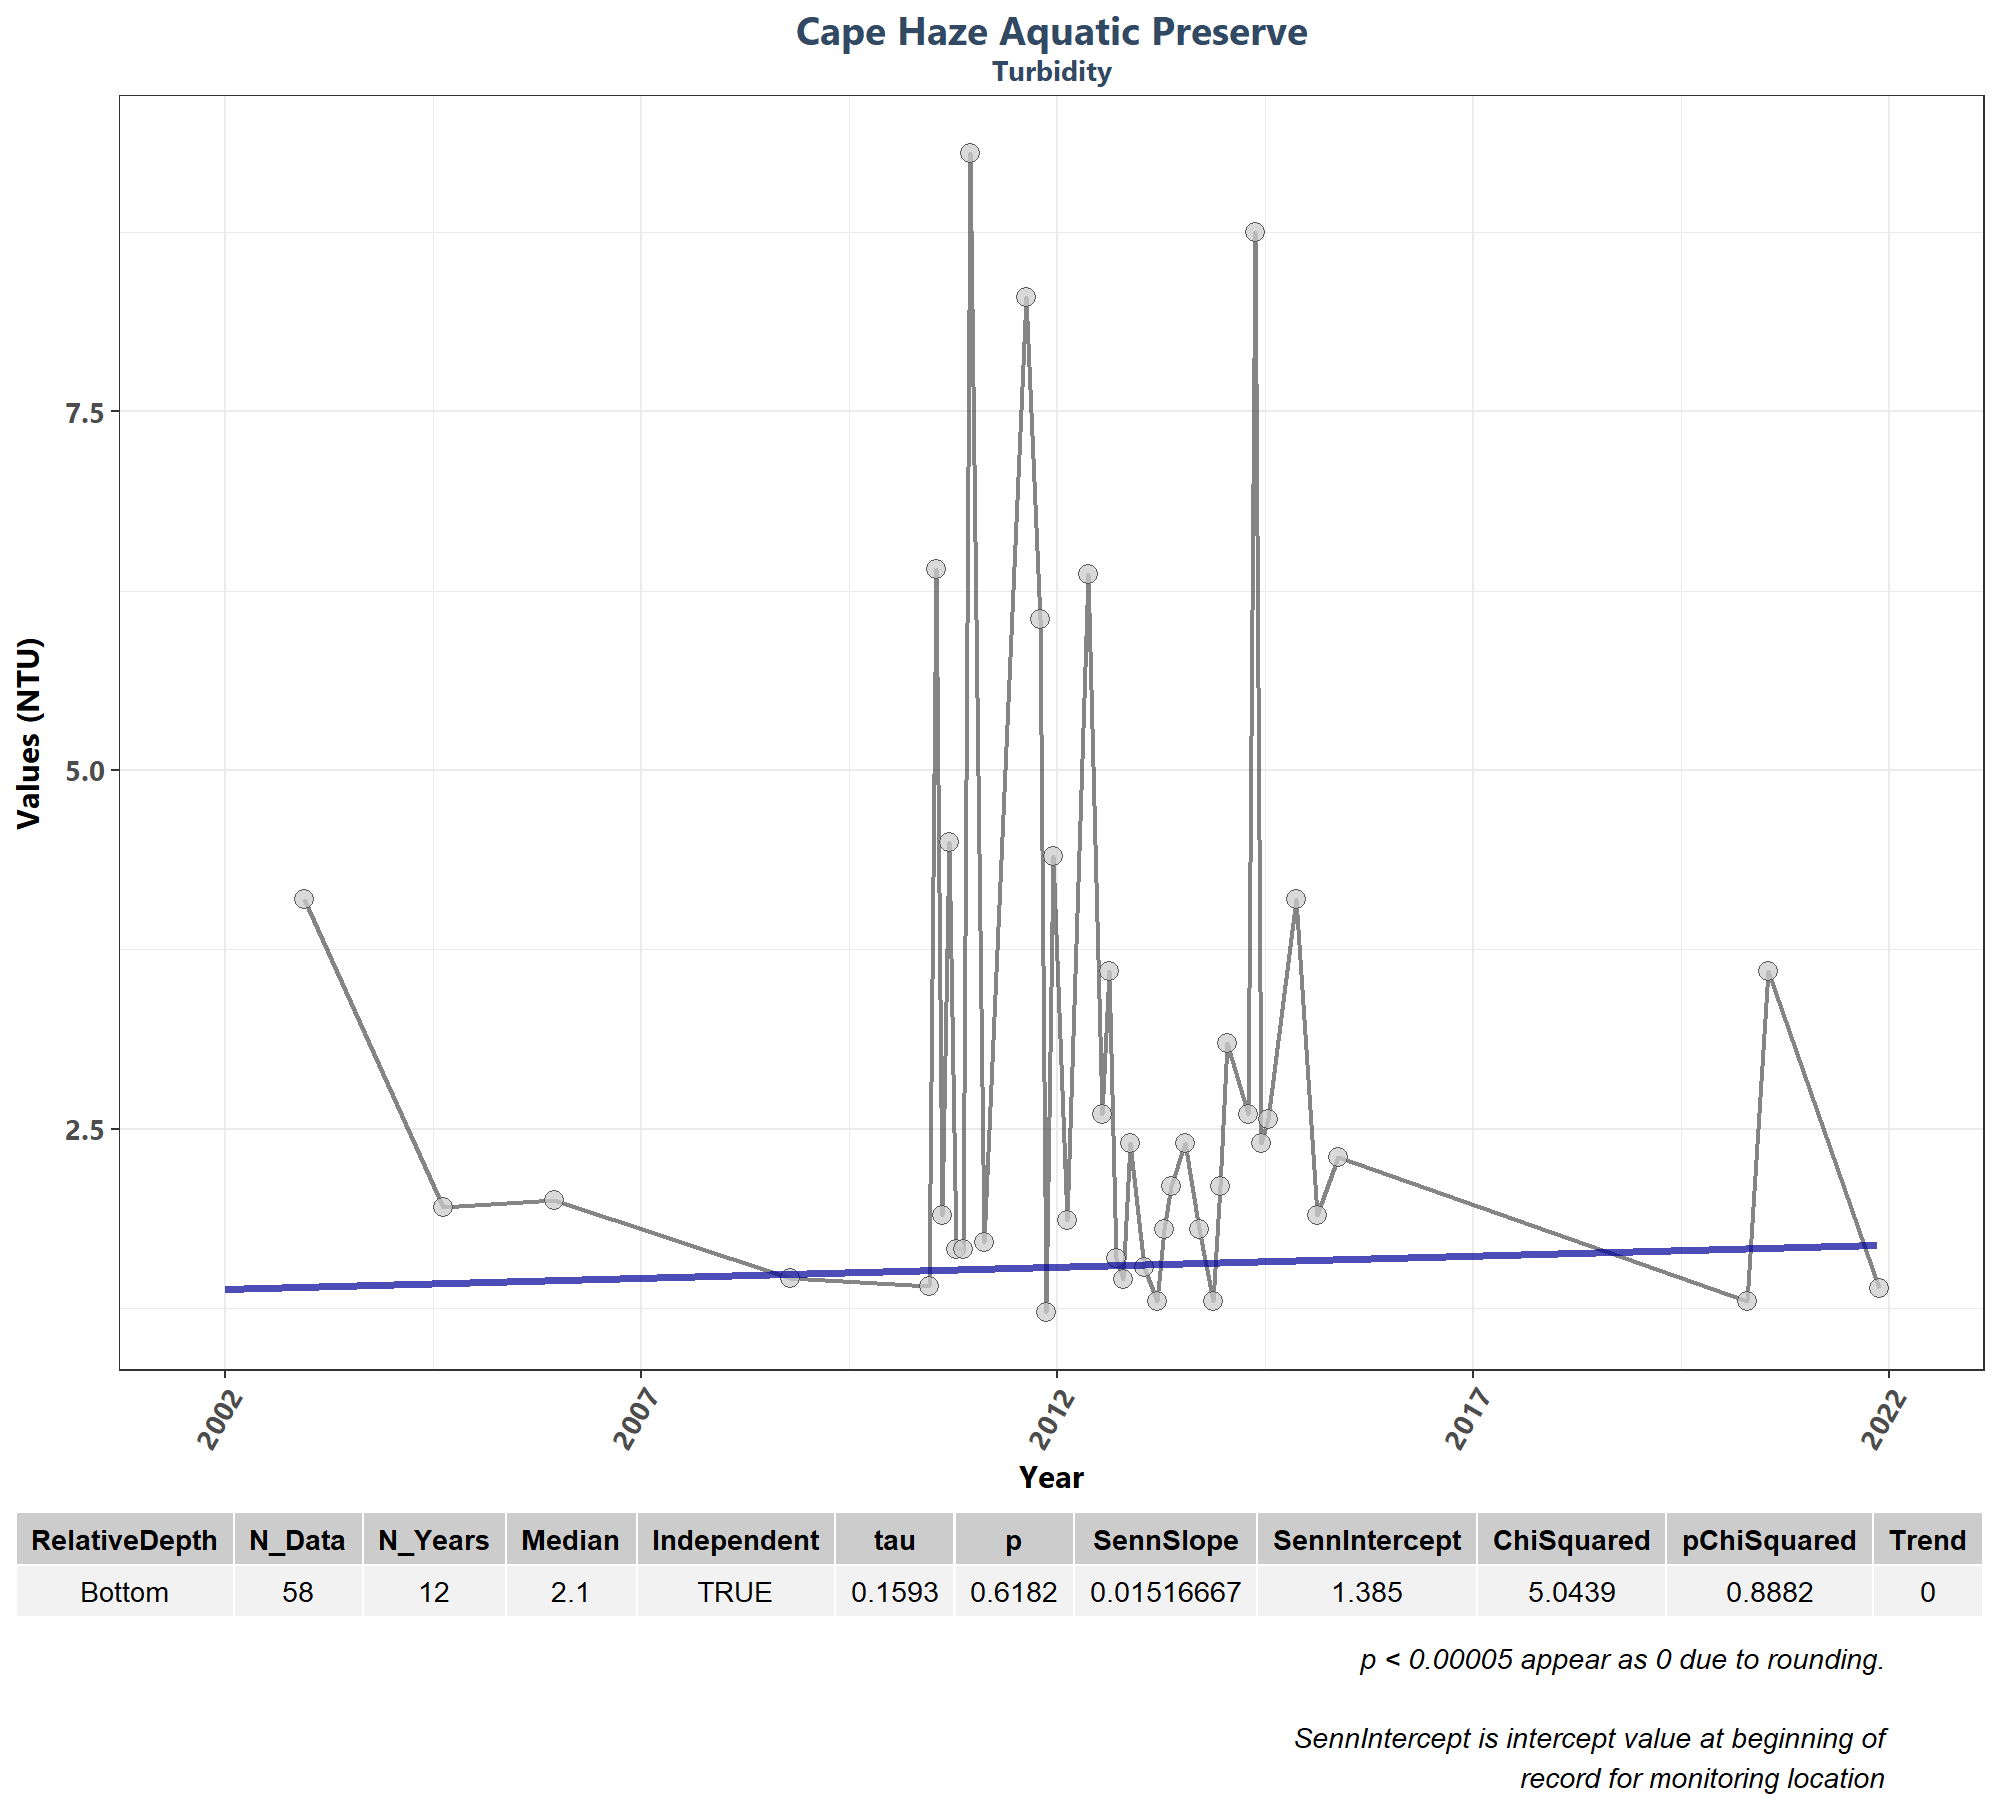 Cape Haze Aquatic Preserve
Turbidity
Values (NTU)
7.5
5.0
2.5
2002 2007 2012 2017 2022
Year
RelativeDepth N_Data N_Years Median Independent tau p SennSlope SennIntercept ChiSquared pChiSquared Trend
Bottom 58 12 2.1 TRUE 0.1593 0.6182 0.01516667 1.385 5.0439 0.8882 0
p < 0.00005 appear as 0 due to rounding.
SennIntercept is intercept value at beginning of
record for monitoring location